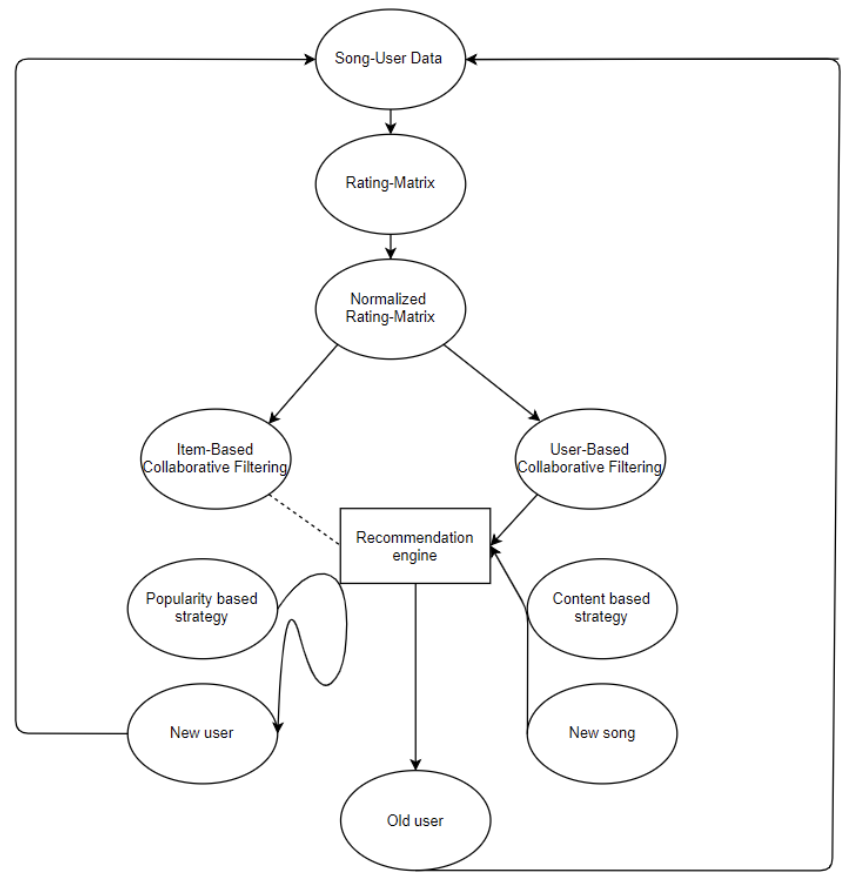 Song-User Data
Rating-Matrix
Normalized
Rating-Matrix
Item-Based
Collaborative Filtering
User-Based
Collaborative Filtering
Recommendation
engine
Popularity based
strategy
Content based
strategy
New user
New song
Old user